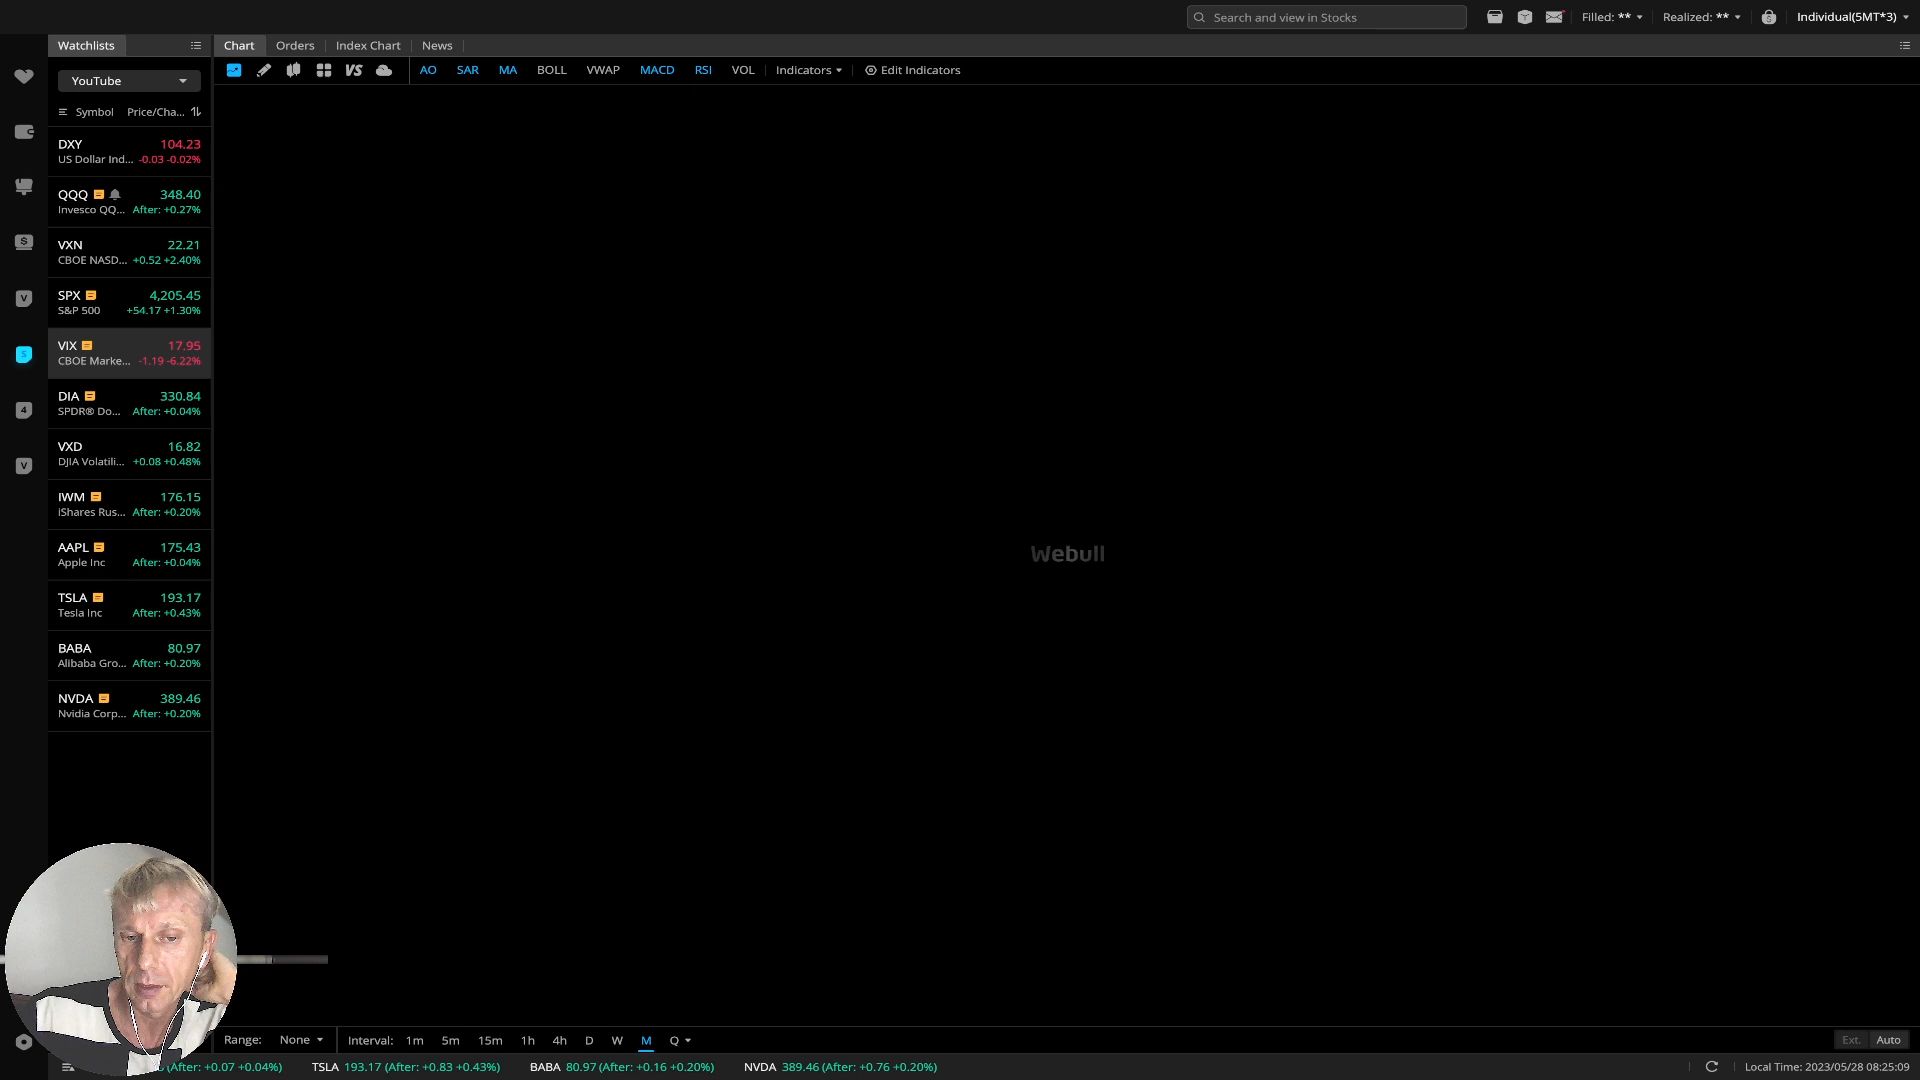 Search and view in Stocks
Filled: **
Realized: **
Individual(5MT*3)
Watchlists
Chart
Orders
Index Chart
News
YouTube
VS
AO
SAR
MA
BOLL
VWAP
MACD
RSI
VOL
Indicators
Edit Indicators
Symbol
Price/Cha...
DXY 104.23
US Dollar Ind... -0.03 -0.02%
QQQ 348.40
Invesco QQ... After: +0.27%
VXN 22.21
CBOE NASD... +0.52 +2.40%
SPX 4,205.45
S&P 500 +54.17 +1.30%
VIX 17.95
CBOE Marke... -1.19 -6.22%
DIA 330.84
SPDR® Do... After: +0.04%
VXD 16.82
DJIA Volatili... +0.08 +0.48%
IWM 176.15
iShares Rus... After: +0.20%
AAPL 175.43
Apple Inc After: +0.04%
TSLA 193.17
Tesla Inc After: +0.43%
BABA 80.97
Alibaba Gro... After: +0.20%
NVDA 389.46
Nvidia Corp... After: +0.20%
S
V
S
4
V
Webull
Range: None
Interval: 1m 5m 15m 1h 4h D W M Q
Ext. Auto
(After: +0.07 +0.04%)
TSLA 193.17 (After: +0.83 +0.43%)
BABA 80.97 (After: +0.16 +0.20%)
NVDA 389.46 (After: +0.76 +0.20%)
Local Time: 2023/05/28 08:25:09